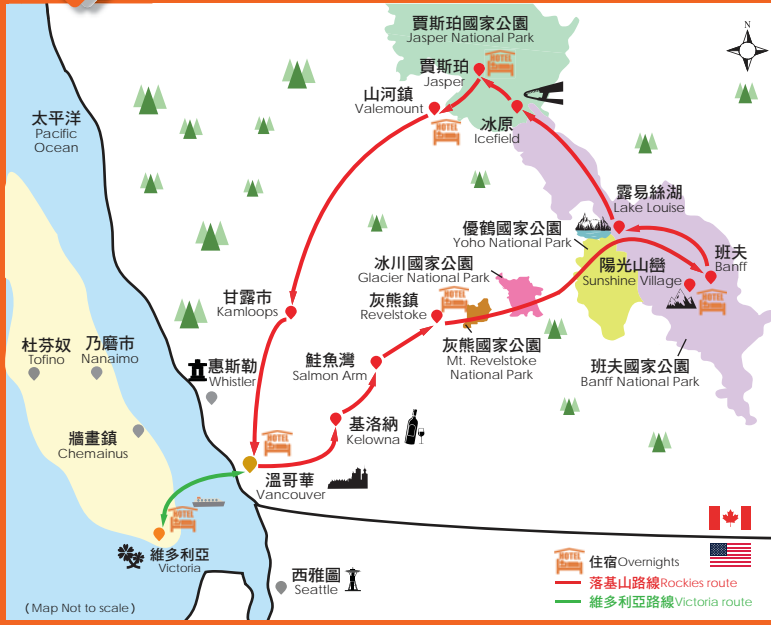 賈斯珀國家公園
Jasper National Park
N
賈斯珀
Jasper
HOTEL
山河鎮
Valemount
HOTEL
冰原
Icefield
太平洋
Pacific
Ocean
露易絲湖
Lake Louise
優鶴國家公園
Yoho National Park
班夫
Banff
HOTEL
陽光山巒
Sunshine Village
冰川國家公園
Glacier National Park
甘露市
Kamloops
灰熊鎮
Revelstoke
HOTEL
灰熊國家公園
Mt. Revelstoke
National Park
班夫國家公園
Banff National Park
杜芬奴
Tofino
乃磨市
Nanaimo
惠斯勒
Whistler
鮭魚灣
Salmon Arm
基洛納
Kelowna
牆畫鎮
Chemainus
HOTEL
溫哥華
Vancouver
HOTEL
維多利亞
Victoria
西雅圖
Seattle
(Map Not to scale)
HOTEL
住宿Overnights
落基山路線Rockies route
維多利亞路線Victoria route